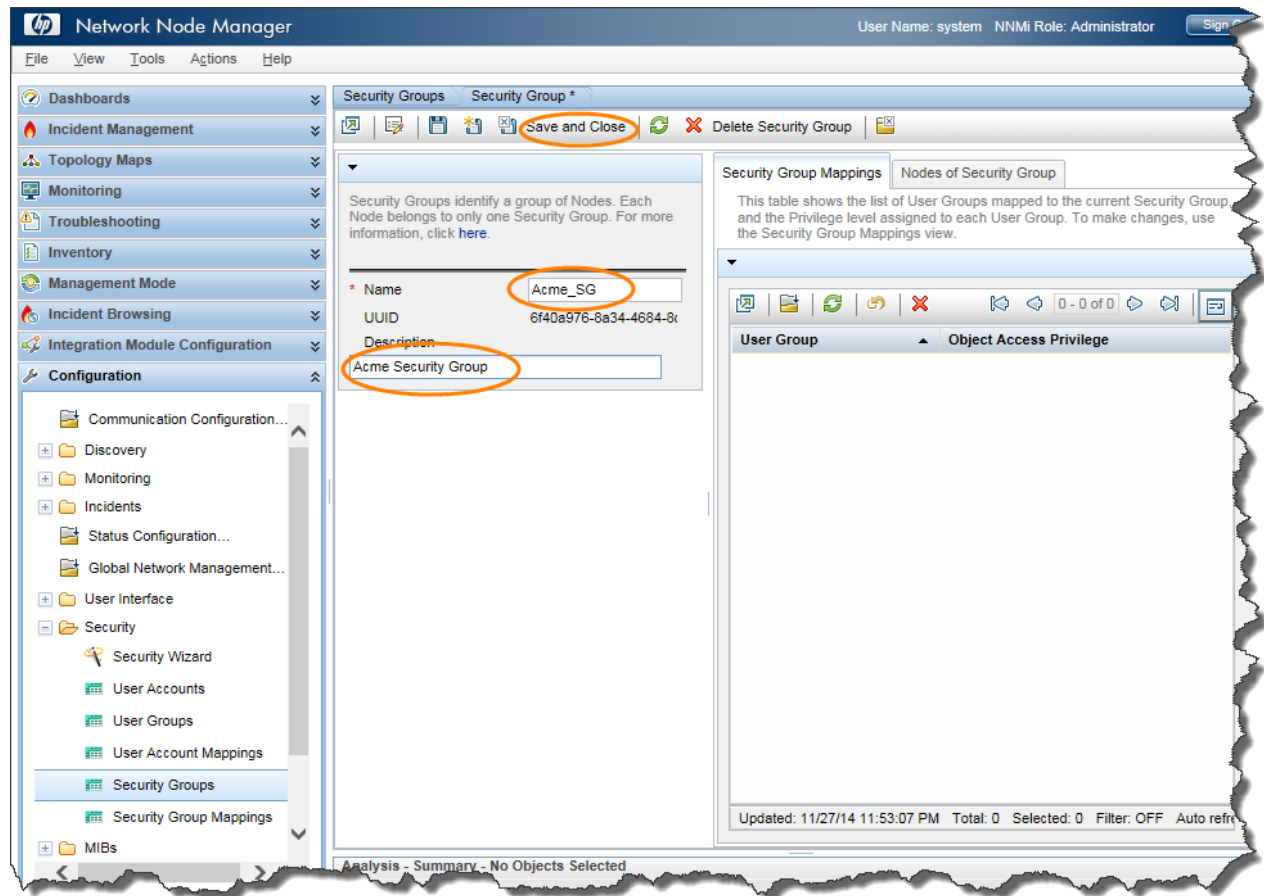 hp Network Node Manager
User Name: system NNMi Role: Administrator
Sign
File View Tools Actions Help
Dashboards
Incident Management
Topology Maps
Monitoring
Troubleshooting
Inventory
Management Mode
Incident Browsing
Integration Module Configuration
Configuration
Communication Configuration...
Discovery
Monitoring
Incidents
Status Configuration...
Global Network Management...
User Interface
Security
Security Wizard
User Accounts
User Groups
User Account Mappings
Security Groups
Security Group Mappings
MIBs
Security Groups Security Group *
Save and Close Delete Security Group
Security Groups identify a group of Nodes. Each
Node belongs to only one Security Group. For more
information, click here.
* Name Acme_SG
UUID 6f40a976-8a34-4684-8c
Description
Acme Security Group
Security Group Mappings Nodes of Security Group
This table shows the list of User Groups mapped to the current Security Group,
and the Privilege level assigned to each User Group. To make changes, use
the Security Group Mappings view.
0 - 0 of 0
User Group Object Access Privilege
Updated: 11/27/14 11:53:07 PM Total: 0 Selected: 0 Filter: OFF Auto refre
Analysis - Summary - No Objects Selected